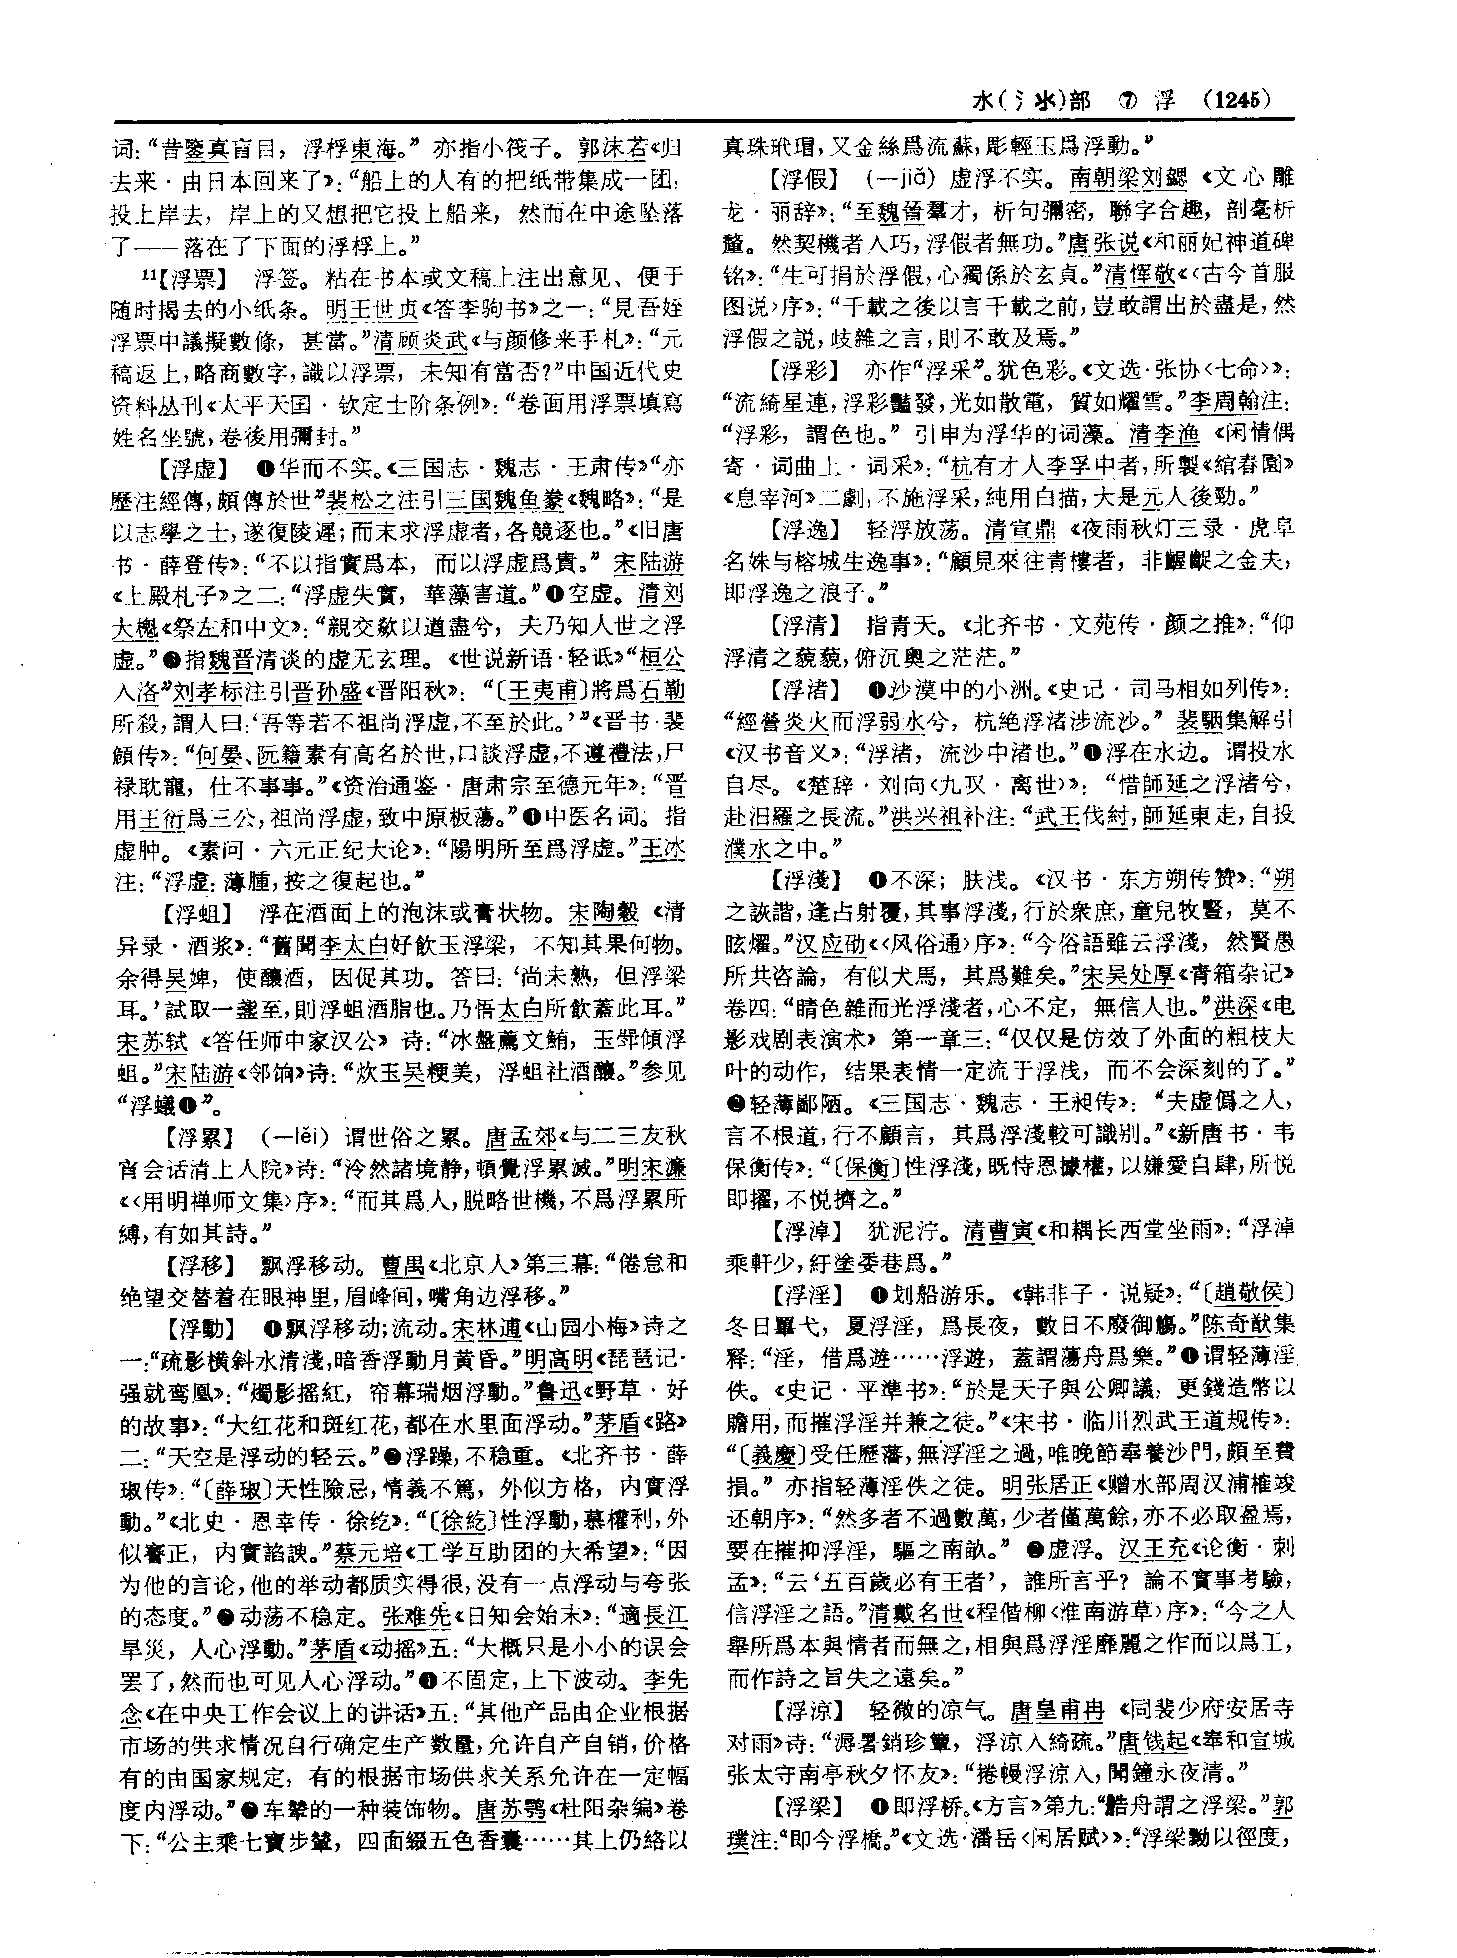 水(氵氺)部 ⑦ 浮 (1245)
词：“昔鑒真盲目，浮桴東海。”亦指小筏子。郭沫若《归
去来·由日本回来了》：“船上的人有的把纸带集成一团，
投上岸去，岸上的又想把它投上船来，然而在中途坠落
了——落在了下面的浮桴上。”
11【浮票】 浮签。粘在书本或文稿上注出意见、便于
随时揭去的小纸条。明王世贞《答李驹书》之一：“見吾姪
浮票中議擬數條，甚當。”清顾炎武《与颜修来手札》：“元
稿返上，略商數字，識以浮票，未知有當否？”中国近代史
资料丛刊《太平天囯·钦定士阶条例》：“卷面用浮票填寫
姓名坐號，卷後用彌封。”
【浮虚】 ❶华而不实。《三国志·魏志·王肃传》“亦
歷注經傳，頗傳於世”裴松之注引三国魏鱼豢《魏略》：“是
以志學之士，遂復陵遲；而末求浮虚者，各競逐也。”《旧唐
书·薛登传》：“不以指實爲本，而以浮虚爲貴。”宋陆游
《上殿札子》之二：“浮虚失實，華藻害道。”❷空虚。清刘
大櫆《祭左和中文》：“親交歘以遒盡兮，夫乃知人世之浮
虚。”❸指魏晋清谈的虚无玄理。《世说新语·轻诋》“桓公
入洛”刘孝标注引晋孙盛《晋阳秋》：“〔王夷甫〕將爲石勒
所殺，謂人曰：‘吾等若不祖尚浮虚，不至於此。’”《晋书·裴
頠传》：“何晏、阮籍素有高名於世，口談浮虚，不遵禮法，尸
禄耽寵，仕不事事。”《资治通鉴·唐肃宗至德元年》：“晋
用王衍爲三公，祖尚浮虚，致中原板蕩。”❹中医名词。指
虚肿。《素问·六元正纪大论》：“陽明所至爲浮虚。”王冰
注：“浮虚：薄腫，按之復起也。”
【浮蛆】 浮在酒面上的泡沫或膏状物。宋陶穀《清
异录·酒浆》：“舊聞李太白好飲玉浮梁，不知其果何物。
余得吴婢，使釀酒，因促其功。答曰：‘尚未熟，但浮梁
耳。’試取一盞至，則浮蛆酒脂也。乃悟太白所飲蓋此耳。”
宋苏轼《答任师中家汉公》诗：“冰盤薦文鮪，玉斝傾浮
蛆。”宋陆游《邻饷》诗：“炊玉吴粳美，浮蛆社酒釀。”参见
“浮蟻❶”。
【浮累】 （—lěi）谓世俗之累。唐孟郊《与二三友秋
宵会话清上人院》诗：“泠然諸境静，頓覺浮累滅。”明宋濂
《〈用明禅师文集〉序》：“而其爲人，脱略世機，不爲浮累所
縛，有如其詩。”
【浮移】 飘浮移动。曹禺《北京人》第三幕：“倦怠和
绝望交替着在眼神里，眉峰间，嘴角边浮移。”
【浮動】 ❶飘浮移动；流动。宋林逋《山园小梅》诗之
一：“疏影横斜水清淺，暗香浮動月黄昏。”明高明《琵琶记·
强就鸾凰》：“燭影摇紅，帘幕瑞烟浮動。”鲁迅《野草·好
的故事》：“大红花和斑红花，都在水里面浮动。”茅盾《路》
二：“天空是浮动的轻云。”❷浮躁，不稳重。《北齐书·薛
琡传》：“〔薛琡〕天性險忌，情義不篤，外似方格，内實浮
動。”《北史·恩幸传·徐纥》：“〔徐紇〕性浮動，慕權利，外
似謇正，内實諂諛。”蔡元培《工学互助团的大希望》：“因
为他的言论，他的举动都质实得很，没有一点浮动与夸张
的态度。”❸动荡不稳定。张难先《日知会始末》：“適長江
旱災，人心浮動。”茅盾《动摇》五：“大概只是小小的误会
罢了，然而也可见人心浮动。”❹不固定，上下波动。李先
念《在中央工作会议上的讲话》五：“其他产品由企业根据
市场的供求情况自行确定生产数量，允许自产自销，价格
有的由国家规定，有的根据市场供求关系允许在一定幅
度内浮动。”❺车辇的一种装饰物。唐苏鹗《杜阳杂编》卷
下：“公主乘七寶步輦，四面綴五色香囊……其上仍絡以
真珠玳瑁，又金絲爲流蘇，彫輕玉爲浮動。”
【浮假】 （—jiǎ）虚浮不实。南朝梁刘勰《文心雕
龙·丽辞》：“至魏晉羣才，析句彌密，聯字合趣，剖毫析
釐。然契機者入巧，浮假者無功。”唐张说《和丽妃神道碑
铭》：“生可捐於浮假，心獨係於玄貞。”清恽敬《〈古今首服
图说〉序》：“于載之後以言千載之前，豈敢謂出於盡是，然
浮假之説，歧雜之言，則不敢及焉。”
【浮彩】 亦作“浮采”。犹色彩。《文选·张协〈七命〉》：
“流綺星連，浮彩豔發，光如散電，質如耀雪。”李周翰注：
“浮彩，謂色也。”引申为浮华的词藻。清李渔《闲情偶
寄·词曲上·词采》：“杭有才人李孚中者，所製《綰春園》
《息宰河》二劇，不施浮采，純用白描，大是元人後勁。”
【浮逸】 轻浮放荡。清宣鼎《夜雨秋灯三录·虎阜
名姝与榕城生逸事》：“顧見來往青樓者，非齷齪之金夫，
即浮逸之浪子。”
【浮清】 指青天。《北齐书·文苑传·颜之推》：“仰
浮清之藐藐，俯沉奥之茫茫。”
【浮渚】 ❶沙漠中的小洲。《史记·司马相如列传》：
“經營炎火而浮弱水兮，杭絶浮渚涉流沙。”裴駰集解引
《汉书音义》：“浮渚，流沙中渚也。”❷浮在水边。谓投水
自尽。《楚辞·刘向〈九叹·离世〉》：“惜師延之浮渚兮，
赴汨羅之長流。”洪兴祖补注：“武王伐紂，師延東走，自投
濮水之中。”
【浮淺】 ❶不深；肤浅。《汉书·东方朔传赞》：“朔
之詼諧，逢占射覆，其事浮淺，行於衆庶，童兒牧豎，莫不
眩燿。”汉应劭《〈风俗通〉序》：“今俗語雖云浮淺，然賢愚
所共咨論，有似犬馬，其爲難矣。”宋吴处厚《青箱杂记》
卷四：“睛色雜而光浮淺者，心不定，無信人也。”洪深《电
影戏剧表演术》第一章三：“仅仅是仿效了外面的粗枝大
叶的动作，结果表情一定流于浮浅，而不会深刻的了。”
❷轻薄鄙陋。《三国志·魏志·王昶传》：“夫虚僞之人，
言不根道，行不顧言，其爲浮淺較可識别。”《新唐书·韦
保衡传》：“〔保衡〕性浮淺，既恃恩據權，以嫌愛自肆，所悦
即擢，不悦擠之。”
【浮淖】 犹泥泞。清曹寅《和耦长西堂坐雨》：“浮淖
乘軒少，紆塗委巷爲。”
【浮淫】 ❶划船游乐。《韩非子·说疑》：“〔趙敬侯〕
冬日罼弋，夏浮淫，爲長夜，數日不廢御觴。”陈奇猷集
释：“淫，借爲遊……浮遊，蓋謂蕩舟爲樂。”❷谓轻薄淫
佚。《史记·平準书》：“於是天子與公卿議，更錢造幣以
贍用，而摧浮淫并兼之徒。”《宋书·临川烈武王道规传》：
“〔義慶〕受任歷藩，無浮淫之過，唯晚節奉養沙門，頗至費
損。”亦指轻薄淫佚之徒。明张居正《赠水部周汉浦榷竣
还朝序》：“然多者不過數萬，少者僅萬餘，亦不必取盈焉，
要在摧抑浮淫，驅之南畝。”❸虚浮。汉王充《论衡·刺
孟》：“云‘五百歲必有王者’，誰所言乎？論不實事考驗，
信浮淫之語。”清戴名世《程偕柳〈淮南游草〉序》：“今之人
舉所爲本與情者而無之，相與爲浮淫靡麗之作而以爲工，
而作詩之旨失之遠矣。”
【浮涼】 轻微的凉气。唐皇甫冉《同裴少府安居寺
对雨》诗：“溽暑銷珍簟，浮涼入綺疏。”唐钱起《奉和宣城
张太守南亭秋夕怀友》：“捲幔浮涼入，聞鐘永夜清。”
【浮梁】 ❶即浮桥。《方言》第九：“艁舟謂之浮梁。”郭
璞注：“即今浮橋。”《文选·潘岳〈闲居赋〉》：“浮梁黝以徑度，